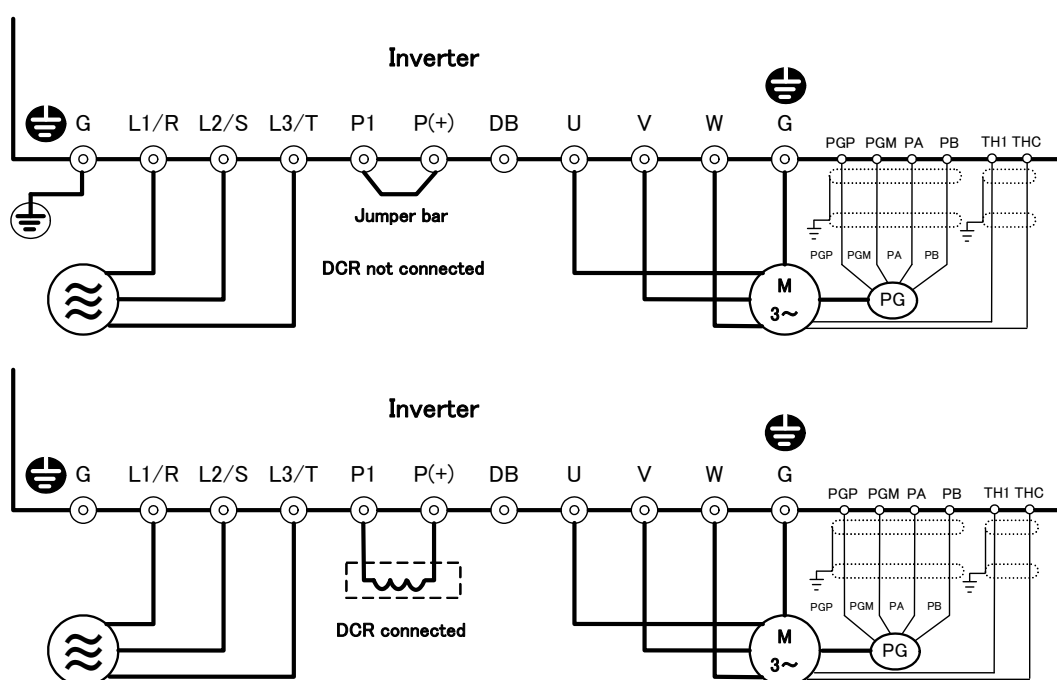 Inverter
G L1/R L2/S L3/T P1 P(+) DB U V W G
PGP PGM PA PB TH1 THC
Jumper bar
DCR not connected
PGP PGM PA PB
M
3~
PG
Inverter
G L1/R L2/S L3/T P1 P(+) DB U V W G
PGP PGM PA PB TH1 THC
DCR connected
PGP PGM PA PB
M
3~
PG